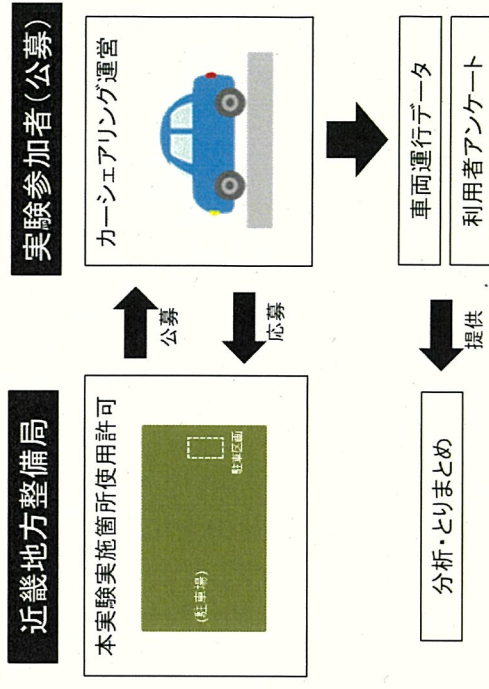 近畿地方整備局
実験参加者(公募)
本実験実施箇所使用許可
(駐車場)
駐車区画
公募
応募
カーシェアリング運営
車両運行データ
利用者アンケート
提供
分析・とりまとめ